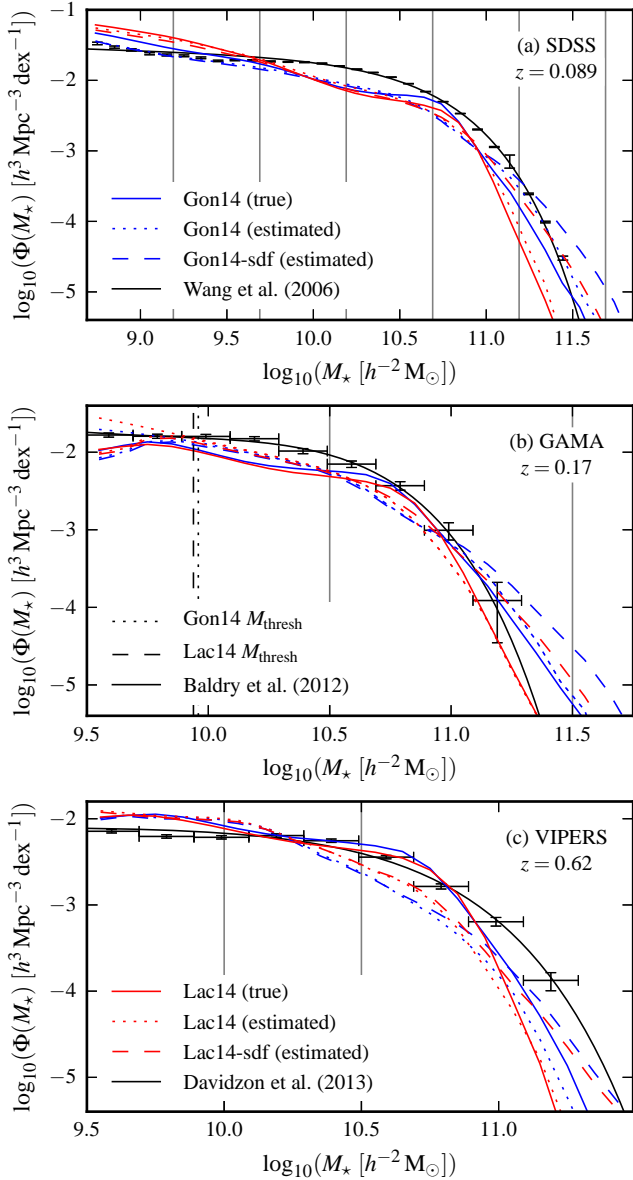 −1
−2
−3
−4
−5
log₁₀(Φ(M⋆) [h³ Mpc⁻³ dex⁻¹]
(a) SDSS
z = 0.089
Gon14 (true)
Gon14 (estimated)
Gon14-sdf (estimated)
Wang et al. (2006)
9.0 9.5 10.0 10.5 11.0 11.5
log₁₀(M⋆ [h⁻² M⊙)
−2
−3
−4
−5
log₁₀(Φ(M⋆) [h³ Mpc⁻³ dex⁻¹]
(b) GAMA
z = 0.17
Gon14 Mthresh
Lac14 Mthresh
Baldry et al. (2012)
9.5 10.0 10.5 11.0 11.5
log₁₀(M⋆ [h⁻² M⊙)
−2
−3
−4
−5
log₁₀(Φ(M⋆) [h³ Mpc⁻³ dex⁻¹]
(c) VIPERS
z = 0.62
Lac14 (true)
Lac14 (estimated)
Lac14-sdf (estimated)
Davidzon et al. (2013)
9.5 10.0 10.5 11.0
log₁₀(M⋆ [h⁻² M⊙)